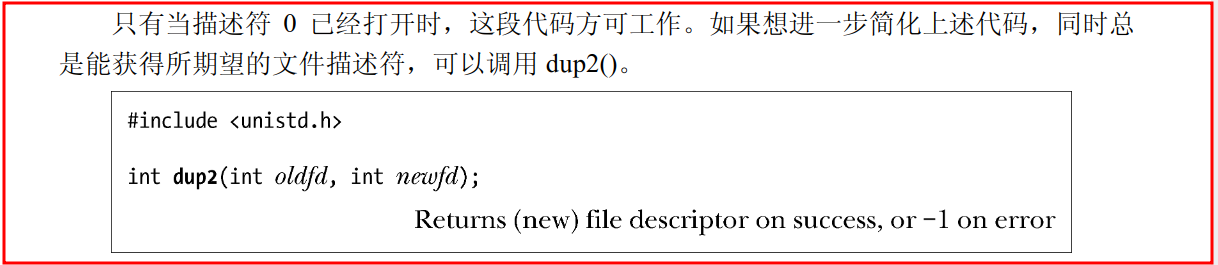 只有当描述符 0 已经打开时，这段代码方可工作。如果想进一步简化上述代码，同时总
是能获得所期望的文件描述符，可以调用 dup2()。
#include <unistd.h>
int dup2(int oldfd, int newfd);
Returns (new) file descriptor on success, or −1 on error